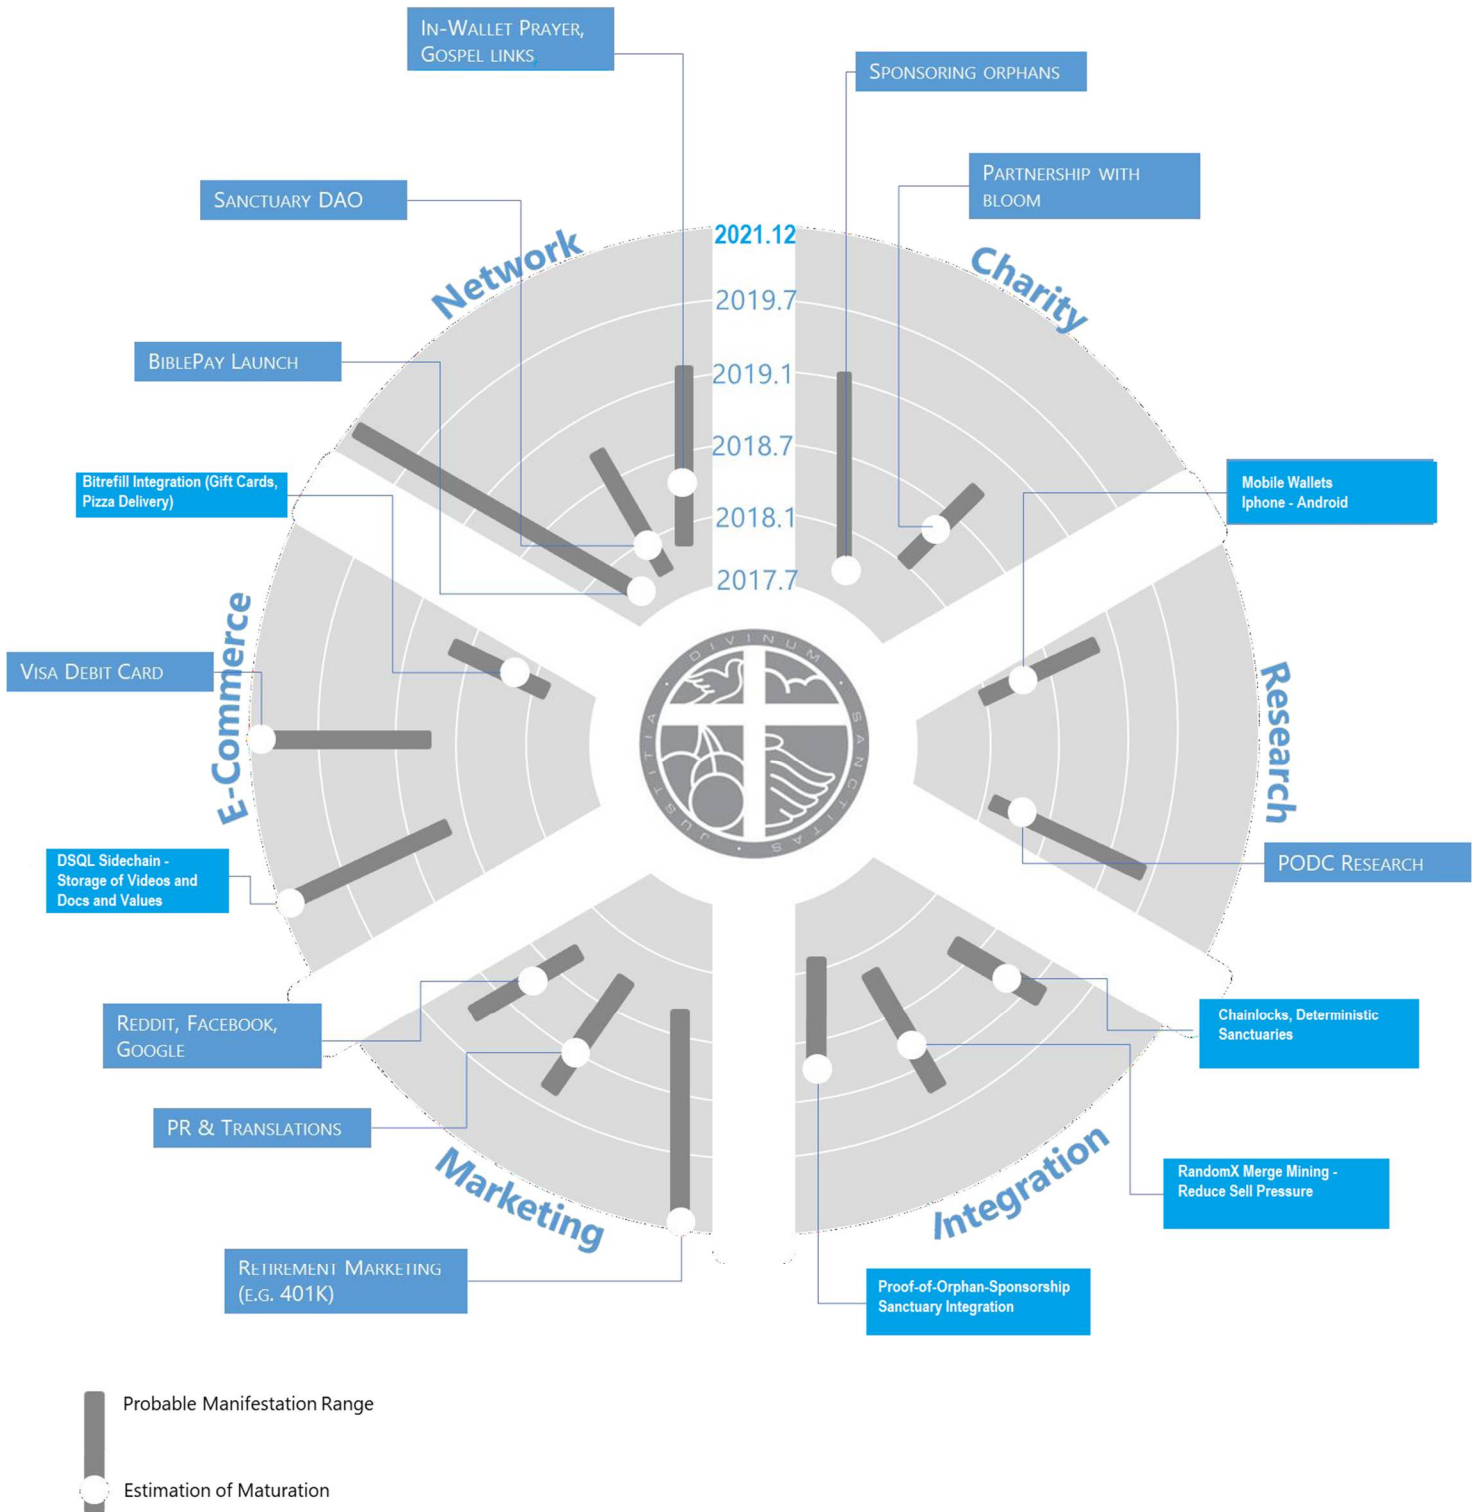 IN-WALLET PRAYER,
GOSPEL LINKS,
SPONSORING ORPHANS
PARTNERSHIP WITH
BLOOM
SANCTUARY DAO
Network
2021.12
Charity
2019.7
BIBLEPAY LAUNCH
2019.1
2018.7
Bitrefill Integration (Gift Cards,
Pizza Delivery)
Mobile Wallets
Iphone - Android
2018.1
2017.7
E-Commerce
VISA DEBIT CARD
DIVINUM · SANCTITAS · JUSTITIA ·
Research
DSQL Sidechain -
Storage of Videos and
Docs and Values
PODC RESEARCH
REDDIT, FACEBOOK,
GOOGLE
Chainlocks, Deterministic
Sanctuaries
PR & TRANSLATIONS
Marketing
Integration
RandomX Merge Mining -
Reduce Sell Pressure
RETIREMENT MARKETING
(E.G. 401K)
Proof-of-Orphan-Sponsorship
Sanctuary Integration
Probable Manifestation Range
Estimation of Maturation